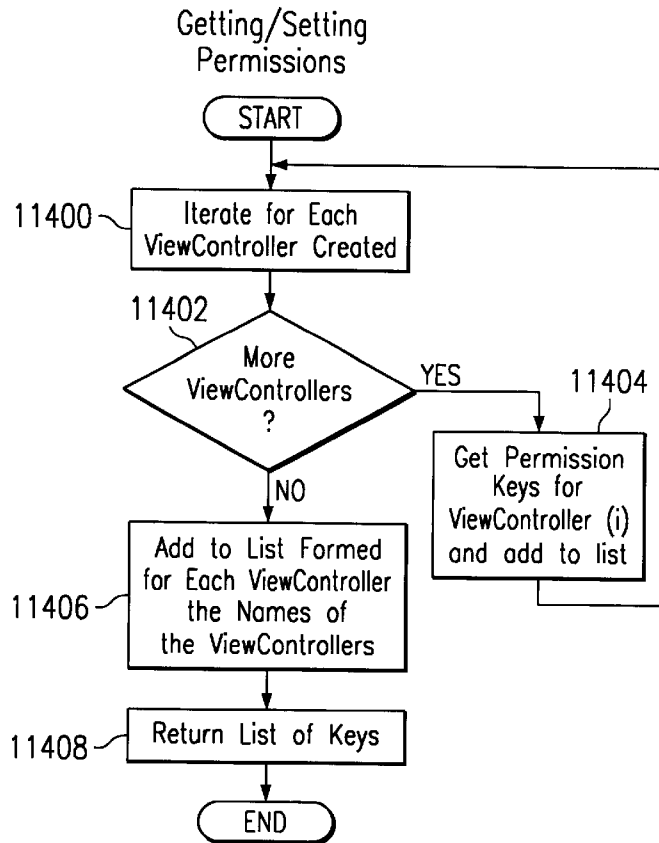 Getting/Setting
Permissions
START
11400
Iterate for Each
ViewController Created
11402
More
ViewControllers
?
YES
11404
Get Permission
Keys for
ViewController (i)
and add to list
NO
11406
Add to List Formed
for Each ViewController
the Names of
the ViewControllers
11408
Return List of Keys
END